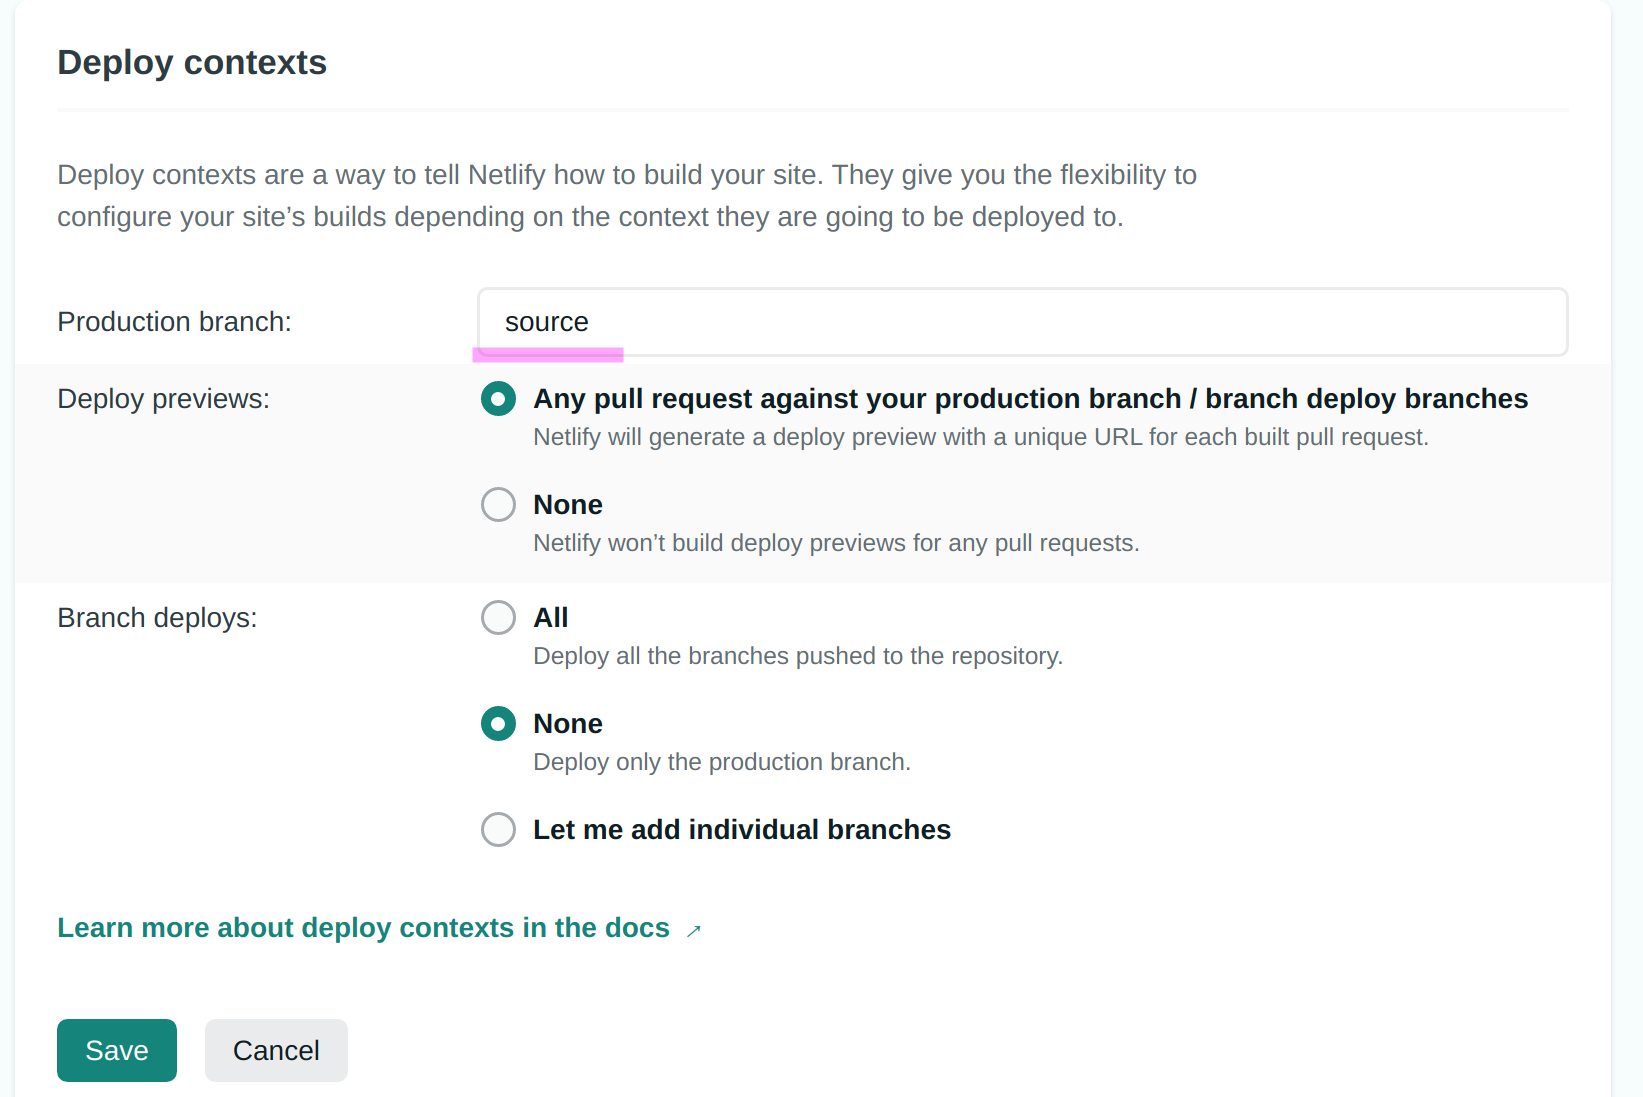 Deploy contexts
Deploy contexts are a way to tell Netlify how to build your site. They give you the flexibility to
configure your site’s builds depending on the context they are going to be deployed to.
Production branch:
source
Deploy previews:
Any pull request against your production branch / branch deploy branches
Netlify will generate a deploy preview with a unique URL for each built pull request.
None
Netlify won’t build deploy previews for any pull requests.
Branch deploys:
All
Deploy all the branches pushed to the repository.
None
Deploy only the production branch.
Let me add individual branches
Learn more about deploy contexts in the docs →
Save
Cancel